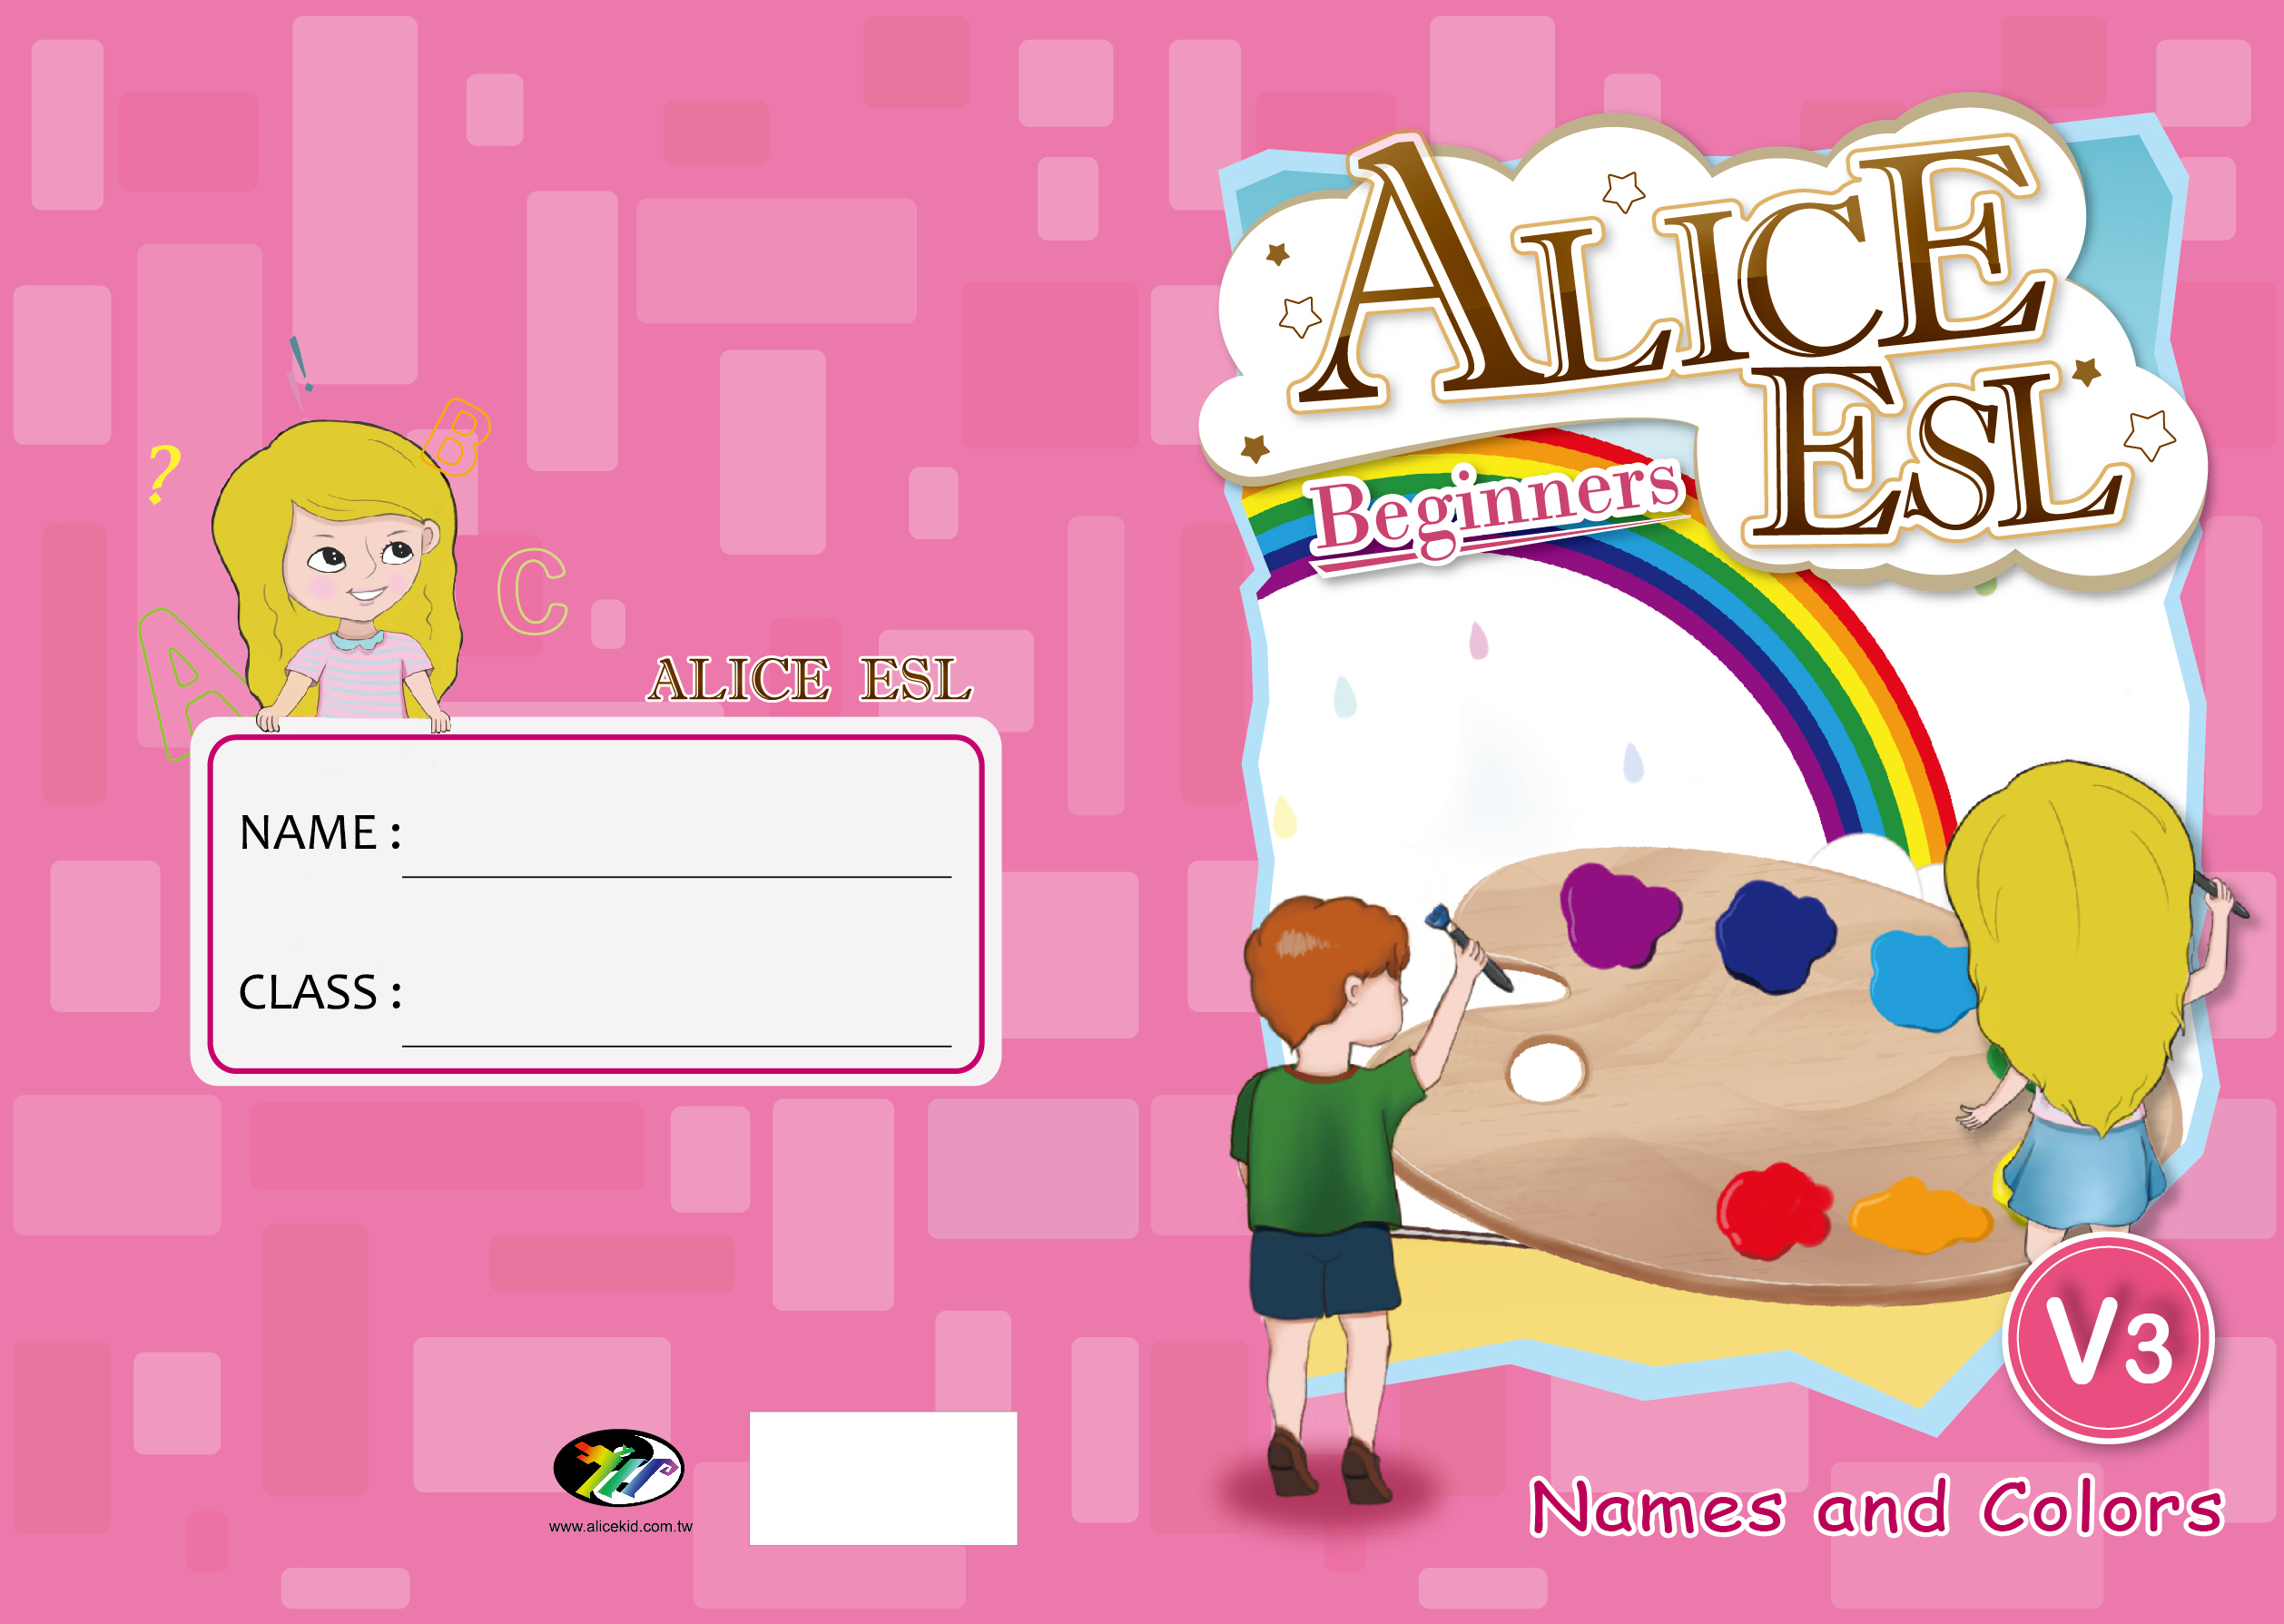 ?
!
B
C
A
ALICE ESL
NAME :
CLASS :
www.alicekid.com.tw
ALICE
ESL
Beginners
V3
Names and Colors